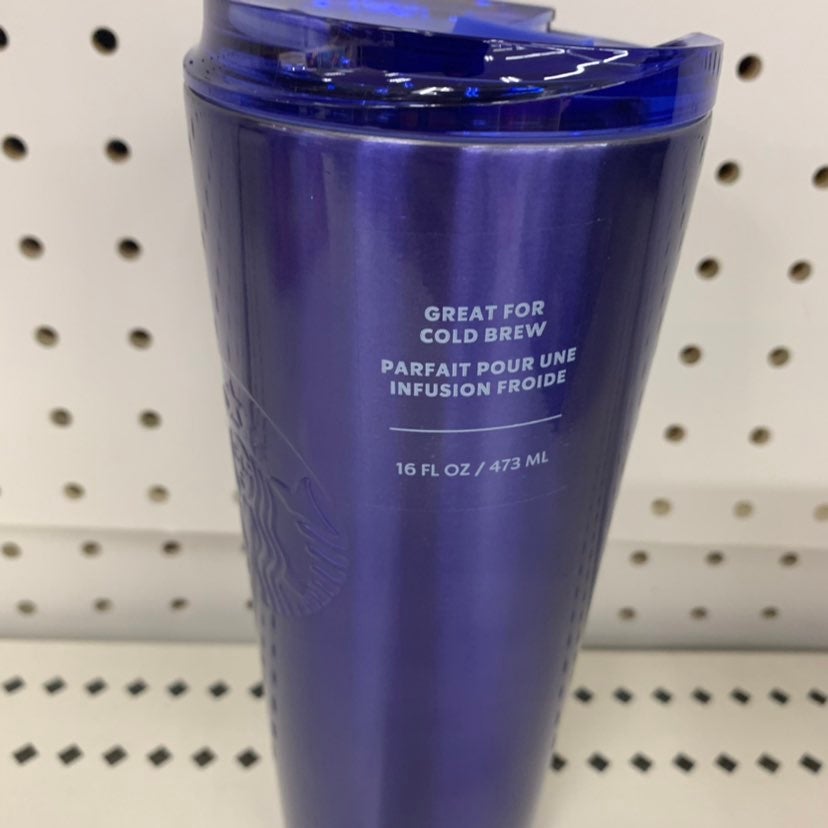 GREAT FOR
COLD BREW
PARFAIT POUR UNE
INFUSION FROIDE
16 FL OZ / 473 ML